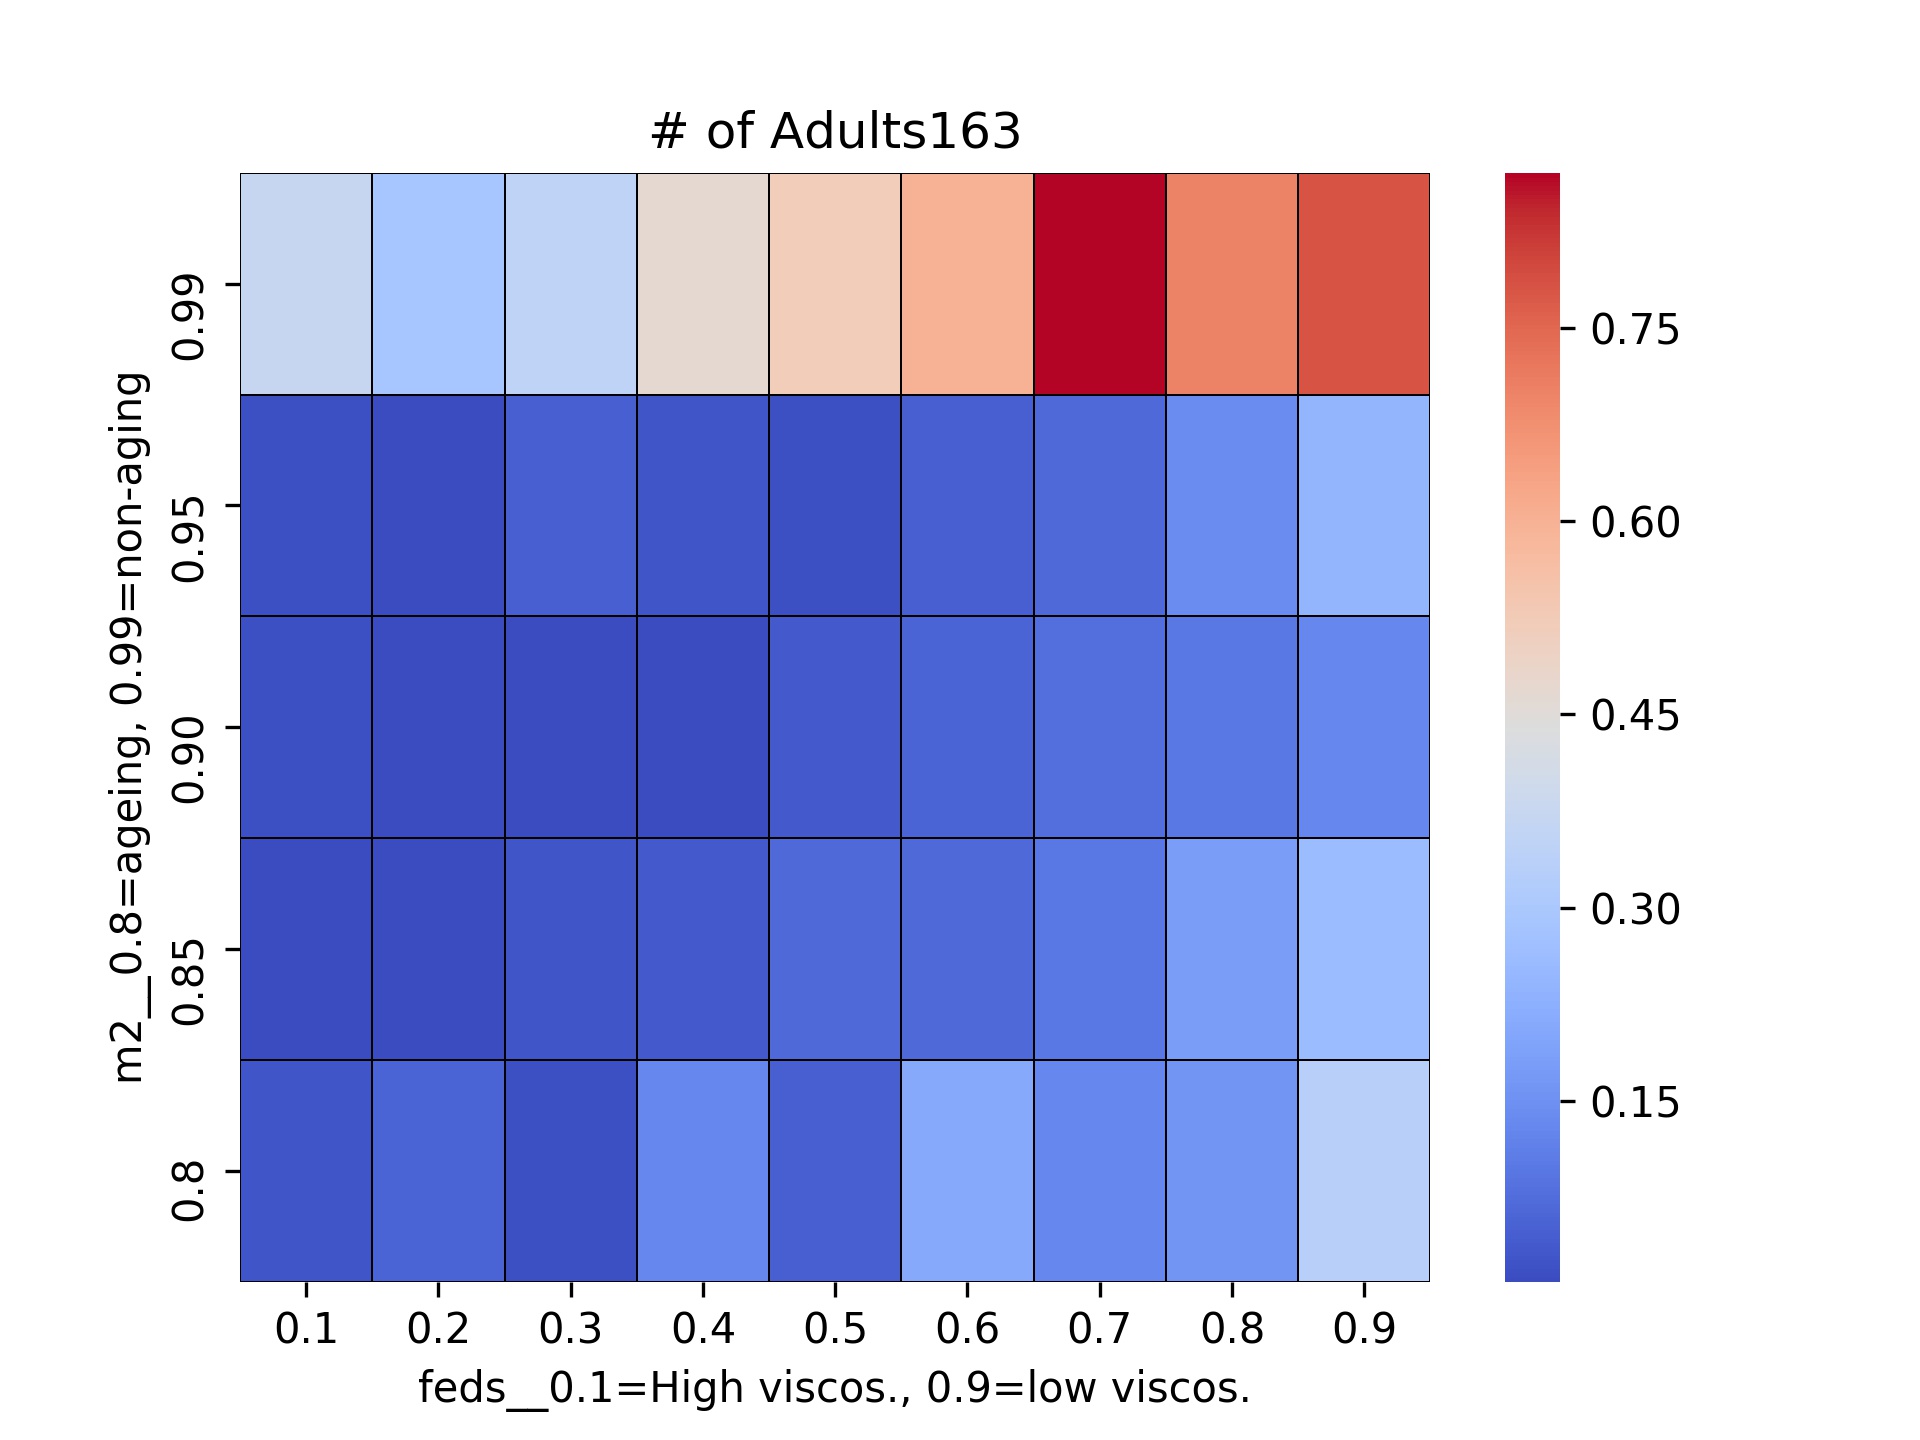 # of Adults163
m2__0.8=ageing, 0.99=non-aging
0.99
0.95
0.90
0.85
0.8
0.1 0.2 0.3 0.4 0.5 0.6 0.7 0.8 0.9
feds__0.1=High viscos., 0.9=low viscos.
0.75
0.60
0.45
0.30
0.15